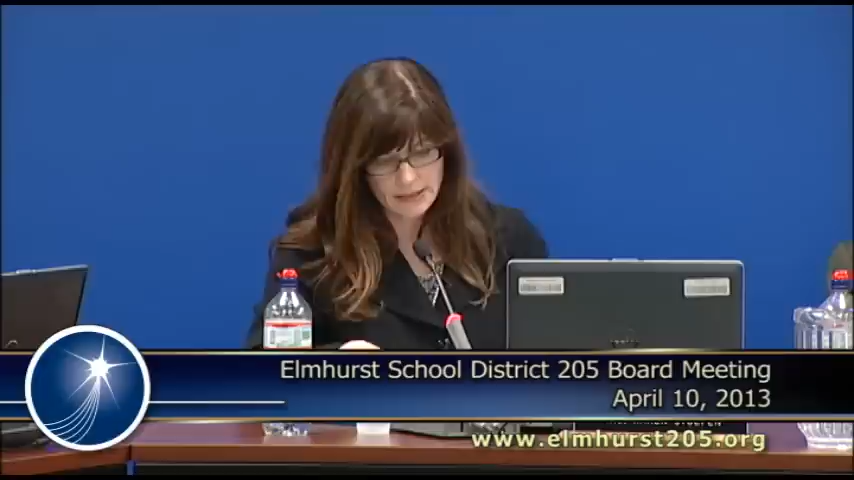 Elmhurst School District 205 Board Meeting
April 10, 2013
www.elmhurst205.org